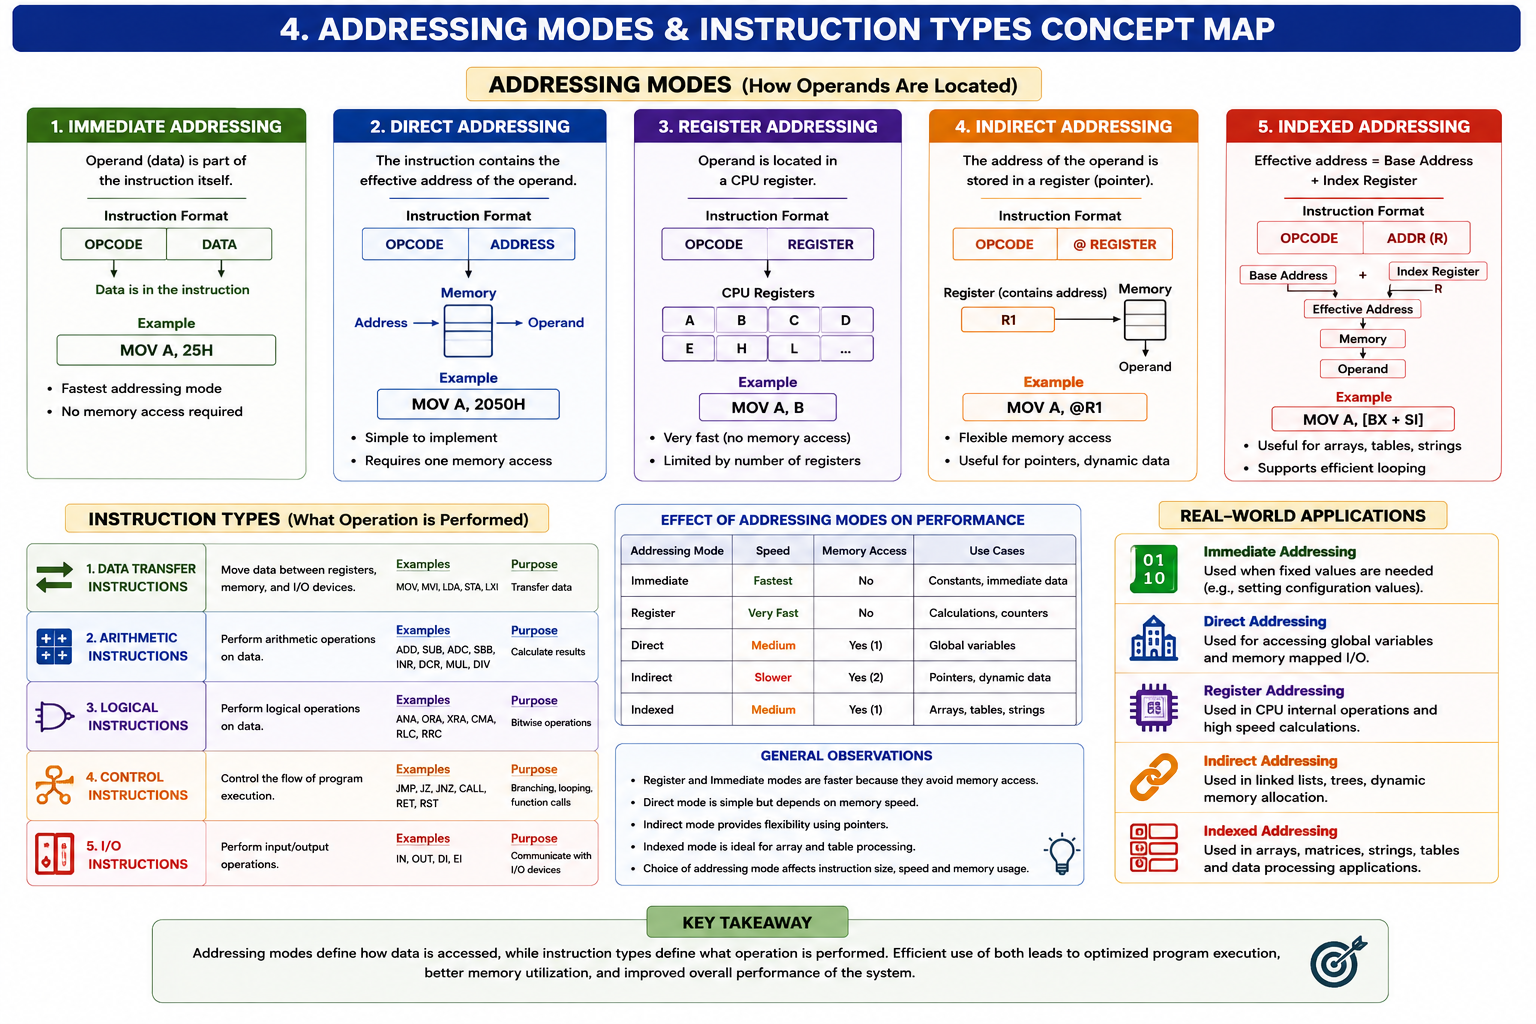 4. ADDRESSING MODES & INSTRUCTION TYPES CONCEPT MAP
ADDRESSING MODES (How Operands Are Located)
1. IMMEDIATE ADDRESSING
Operand (data) is part of
the instruction itself.
Instruction Format
OPCODE DATA
Data is in the instruction
Example
MOV A, 25H
• Fastest addressing mode
• No memory access required
2. DIRECT ADDRESSING
The instruction contains the
effective address of the operand.
Instruction Format
OPCODE ADDRESS
Memory
Address Operand
Example
MOV A, 2050H
• Simple to implement
• Requires one memory access
3. REGISTER ADDRESSING
Operand is located in
a CPU register.
Instruction Format
OPCODE REGISTER
CPU Registers
A B C D
E H L ...
Example
MOV A, B
• Very fast (no memory access)
• Limited by number of registers
4. INDIRECT ADDRESSING
The address of the operand is
stored in a register (pointer).
Instruction Format
OPCODE @ REGISTER
Register (contains address) Memory
R1
Operand
Example
MOV A, @R1
• Flexible memory access
• Useful for pointers, dynamic data
5. INDEXED ADDRESSING
Effective address = Base Address
+ Index Register
Instruction Format
OPCODE ADDR (R)
Base Address + Index Register
R
Effective Address
Memory
Operand
Example
MOV A, [BX + SI]
• Useful for arrays, tables, strings
• Supports efficient looping
INSTRUCTION TYPES (What Operation is Performed)
1. DATA TRANSFER
INSTRUCTIONS
Move data between registers,
memory, and I/O devices.
Examples
MOV, MVI, LDA, STA, LXI
Purpose
Transfer data
2. ARITHMETIC
INSTRUCTIONS
Perform arithmetic operations
on data.
Examples
ADD, SUB, ADC, SBB,
INR, DCR, MUL, DIV
Purpose
Calculate results
3. LOGICAL
INSTRUCTIONS
Perform logical operations
on data.
Examples
ANA, ORA, XRA, CMA,
RLC, RRC
Purpose
Bitwise operations
4. CONTROL
INSTRUCTIONS
Control the flow of program
execution.
Examples
JMP, JZ, JNZ, CALL,
RET, RST
Purpose
Branching, looping,
function calls
5. I/O
INSTRUCTIONS
Perform input/output
operations.
Examples
IN, OUT, DI, EI
Purpose
Communicate with
I/O devices
EFFECT OF ADDRESSING MODES ON PERFORMANCE
Addressing Mode Speed Memory Access Use Cases
Immediate Fastest No Constants, immediate data
Register Very Fast No Calculations, counters
Direct Medium Yes (1) Global variables
Indirect Slower Yes (2) Pointers, dynamic data
Indexed Medium Yes (1) Arrays, tables, strings
GENERAL OBSERVATIONS
• Register and Immediate modes are faster because they avoid memory access.
• Direct mode is simple but depends on memory speed.
• Indirect mode provides flexibility using pointers.
• Indexed mode is ideal for array and table processing.
• Choice of addressing mode affects instruction size, speed and memory usage.
REAL-WORLD APPLICATIONS
01
10
Immediate Addressing
Used when fixed values are needed
(e.g., setting configuration values).
Direct Addressing
Used for accessing global variables
and memory mapped I/O.
Register Addressing
Used in CPU internal operations and
high speed calculations.
Indirect Addressing
Used in linked lists, trees, dynamic
memory allocation.
Indexed Addressing
Used in arrays, matrices, strings, tables
and data processing applications.
KEY TAKEAWAY
Addressing modes define how data is accessed, while instruction types define what operation is performed. Efficient use of both leads to optimized program execution,
better memory utilization, and improved overall performance of the system.